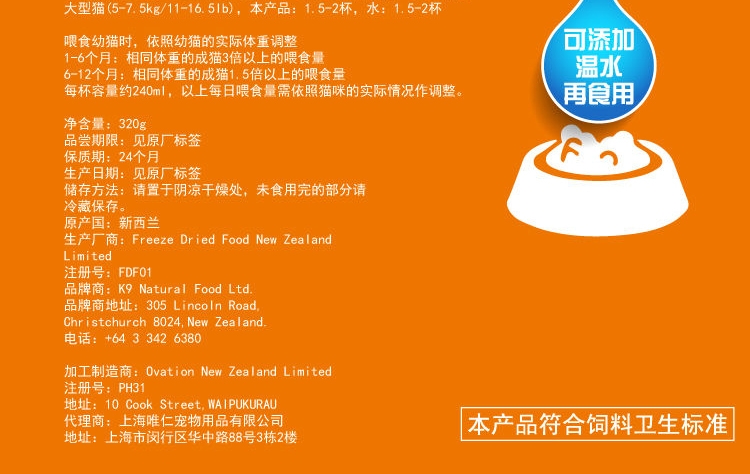 大型猫(5-7.5kg/11-16.5lb)，本产品：1.5-2杯，水：1.5-2杯
喂食幼猫时，依照幼猫的实际体重调整
1-6个月：相同体重的成猫3倍以上的喂食量
6-12个月：相同体重的成猫1.5倍以上的喂食量
每杯容量约240ml，以上每日喂食量需依照猫咪的实际情况作调整。
可添加
温水
再食用
净含量：320g
品尝期限：见原厂标签
保质期：24个月
生产日期：见原厂标签
储存方法：请置于阴凉干燥处，未食用完的部分请
冷藏保存。
原产国：新西兰
生产厂商：Freeze Dried Food New Zealand
Limited
注册号：FDF01
品牌商：K9 Natural Food Ltd.
品牌商地址：305 Lincoln Road,
Christchurch 8024,New Zealand.
电话：+64 3 342 6380
加工制造商：Ovation New Zealand Limited
注册号：PH31
地址：10 Cook Street,WAIPUKURAU
代理商：上海唯仁宠物用品有限公司
地址：上海市闵行区华中路88号3栋2楼
本产品符合饲料卫生标准